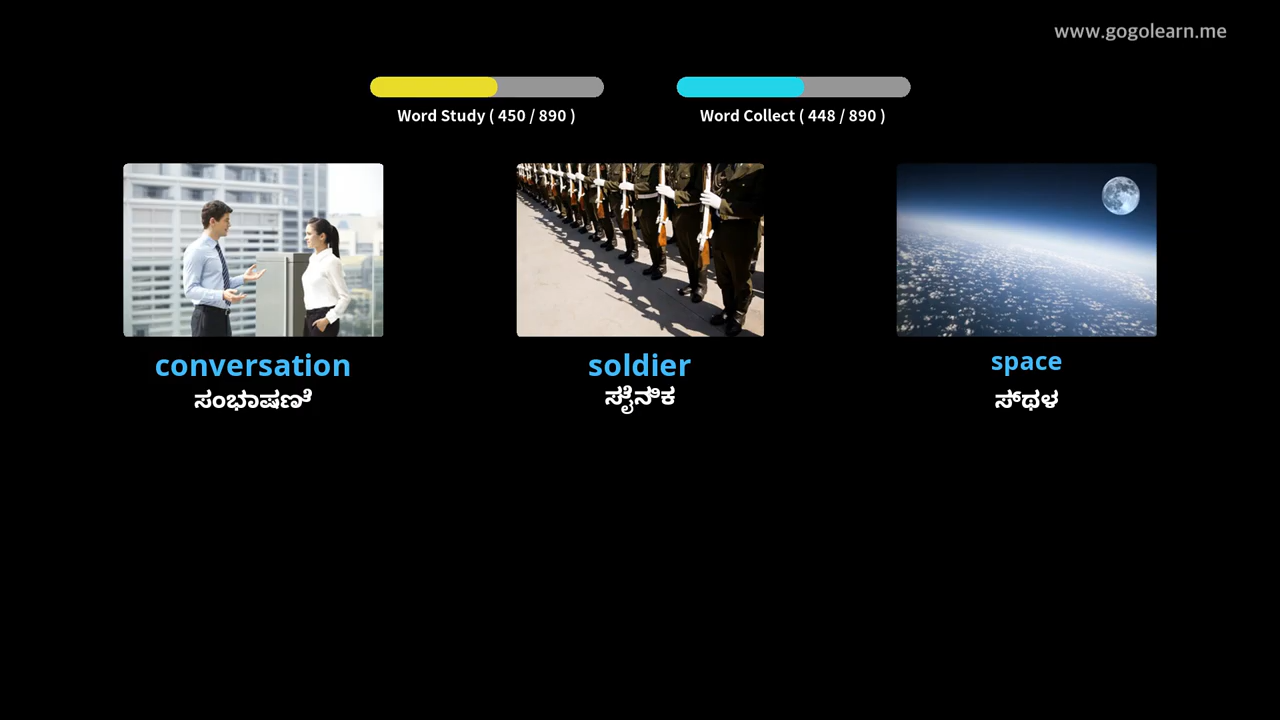 www.gogolearn.me
Word Study ( 450 / 890 )
Word Collect ( 448 / 890 )
conversation
soldier
space
ಸಂಭಾಷಣೆ
ಸೈನಿಕ
ಸ್ಥಳ